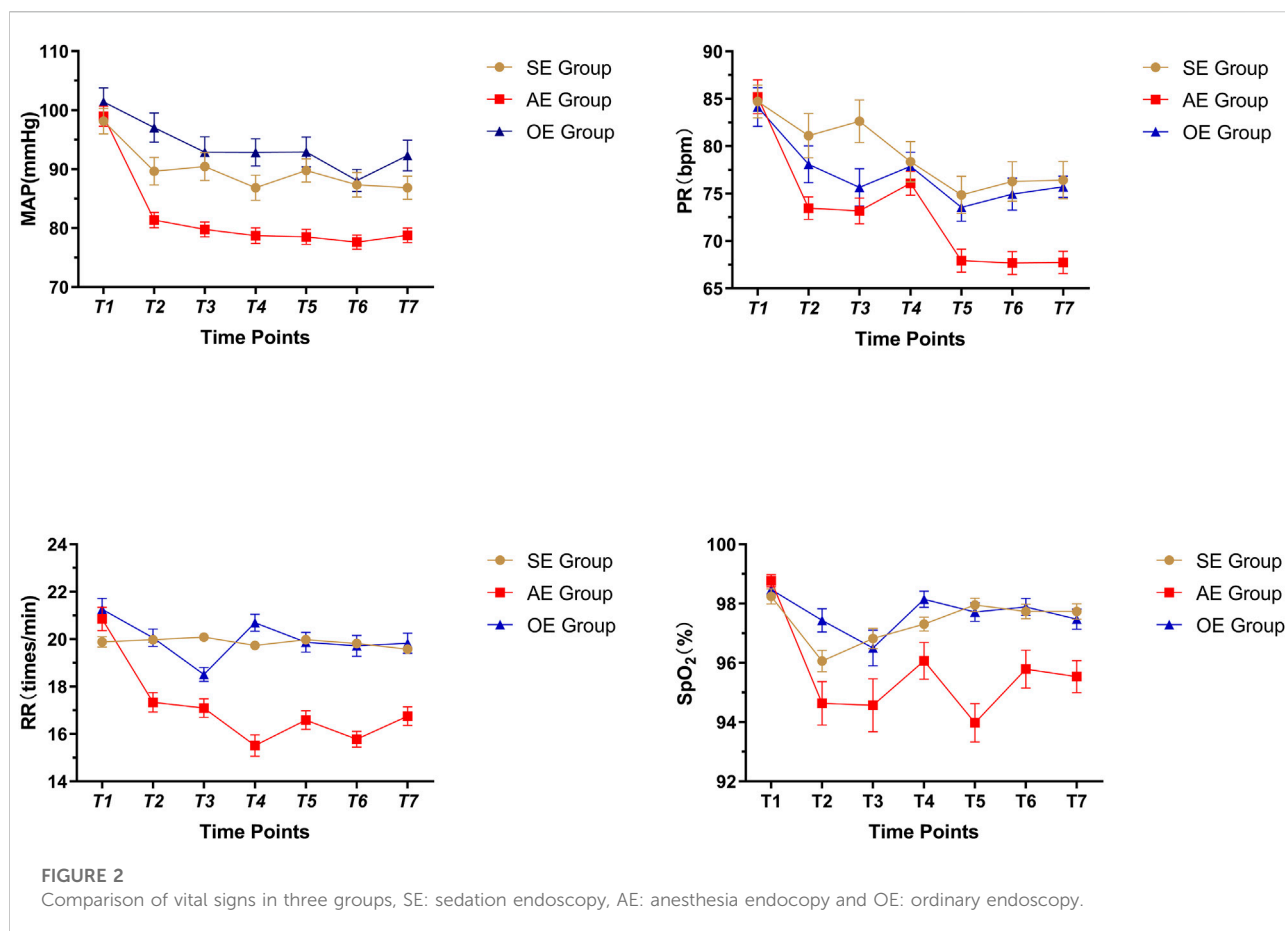 110
100
90
80
70
MAP(mmHg)
T1 T2 T3 T4 T5 T6 T7
Time Points
SE Group
AE Group
OE Group
90
85
80
75
70
65
PR(bpm)
T1 T2 T3 T4 T5 T6 T7
Time Points
SE Group
AE Group
OE Group
24
22
20
18
16
14
RR(times/min)
T1 T2 T3 T4 T5 T6 T7
Time Points
SE Group
AE Group
OE Group
100
98
96
94
92
SpO₂(%)
T1 T2 T3 T4 T5 T6 T7
Time Points
SE Group
AE Group
OE Group
FIGURE 2
Comparison of vital signs in three groups, SE: sedation endoscopy, AE: anesthesia endocopy and OE: ordinary endoscopy.